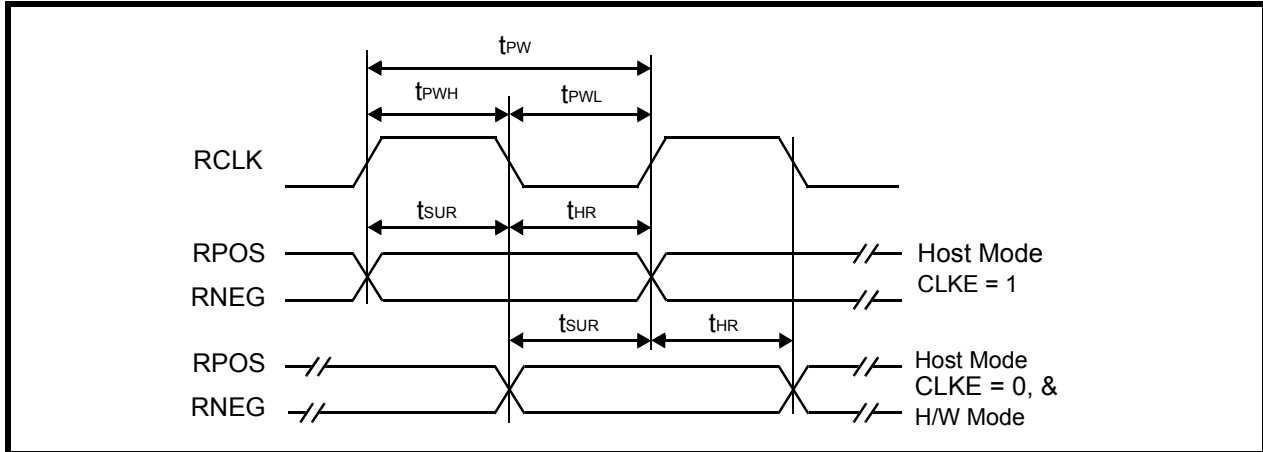 tPW
tPWH tPWL
RCLK
tSUR tHR
RPOS
RNEG
Host Mode
CLKE = 1
tSUR tHR
RPOS
RNEG
Host Mode
CLKE = 0, &
H/W Mode